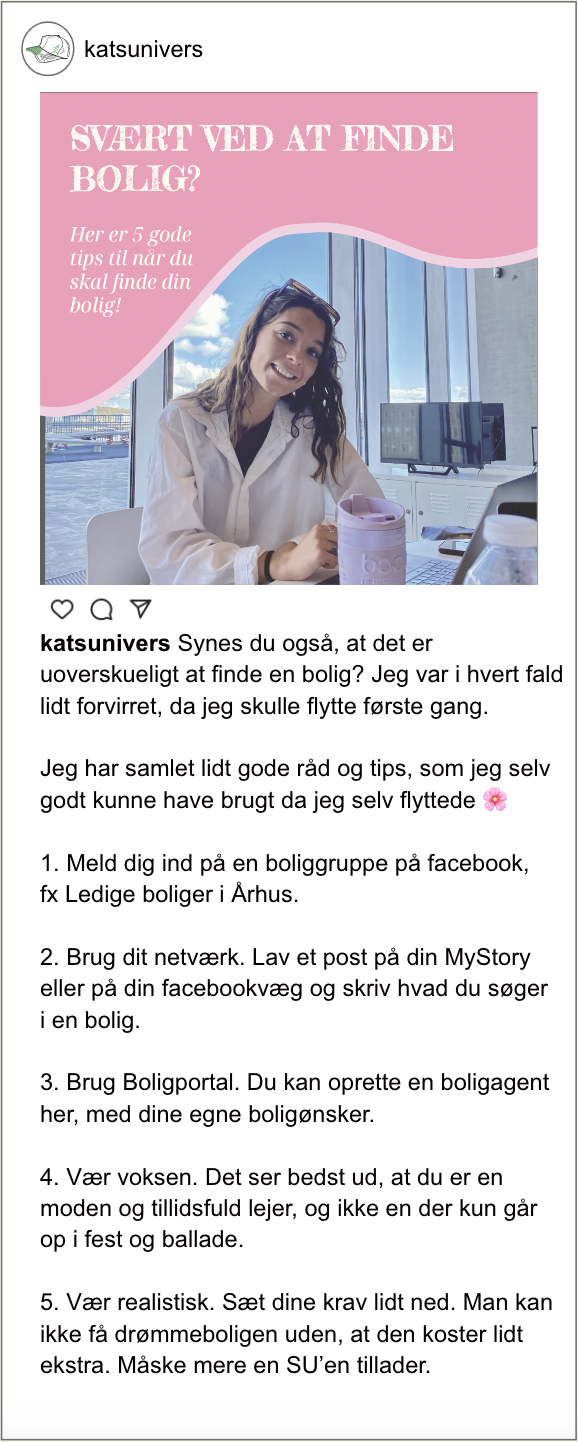 katsunivers
SVÆRT VED AT FINDE
BOLIG?
Her er 5 gode
tips til når du
skal finde din
bolig!
katsunivers Synes du også, at det er
uoverskueligt at finde en bolig? Jeg var i hvert fald
lidt forvirret, da jeg skulle flytte første gang.
Jeg har samlet lidt gode råd og tips, som jeg selv
godt kunne have brugt da jeg selv flyttede 🌸
1. Meld dig ind på en boliggruppe på facebook,
fx Ledige boliger i Århus.
2. Brug dit netværk. Lav et post på din MyStory
eller på din facebookvæg og skriv hvad du søger
i en bolig.
3. Brug Boligportal. Du kan oprette en boligagent
her, med dine egne boligønsker.
4. Vær voksen. Det ser bedst ud, at du er en
moden og tillidsfuld lejer, og ikke en der kun går
op i fest og ballade.
5. Vær realistisk. Sæt dine krav lidt ned. Man kan
ikke få drømmeboligen uden, at den koster lidt
ekstra. Måske mere en SU’en tillader.